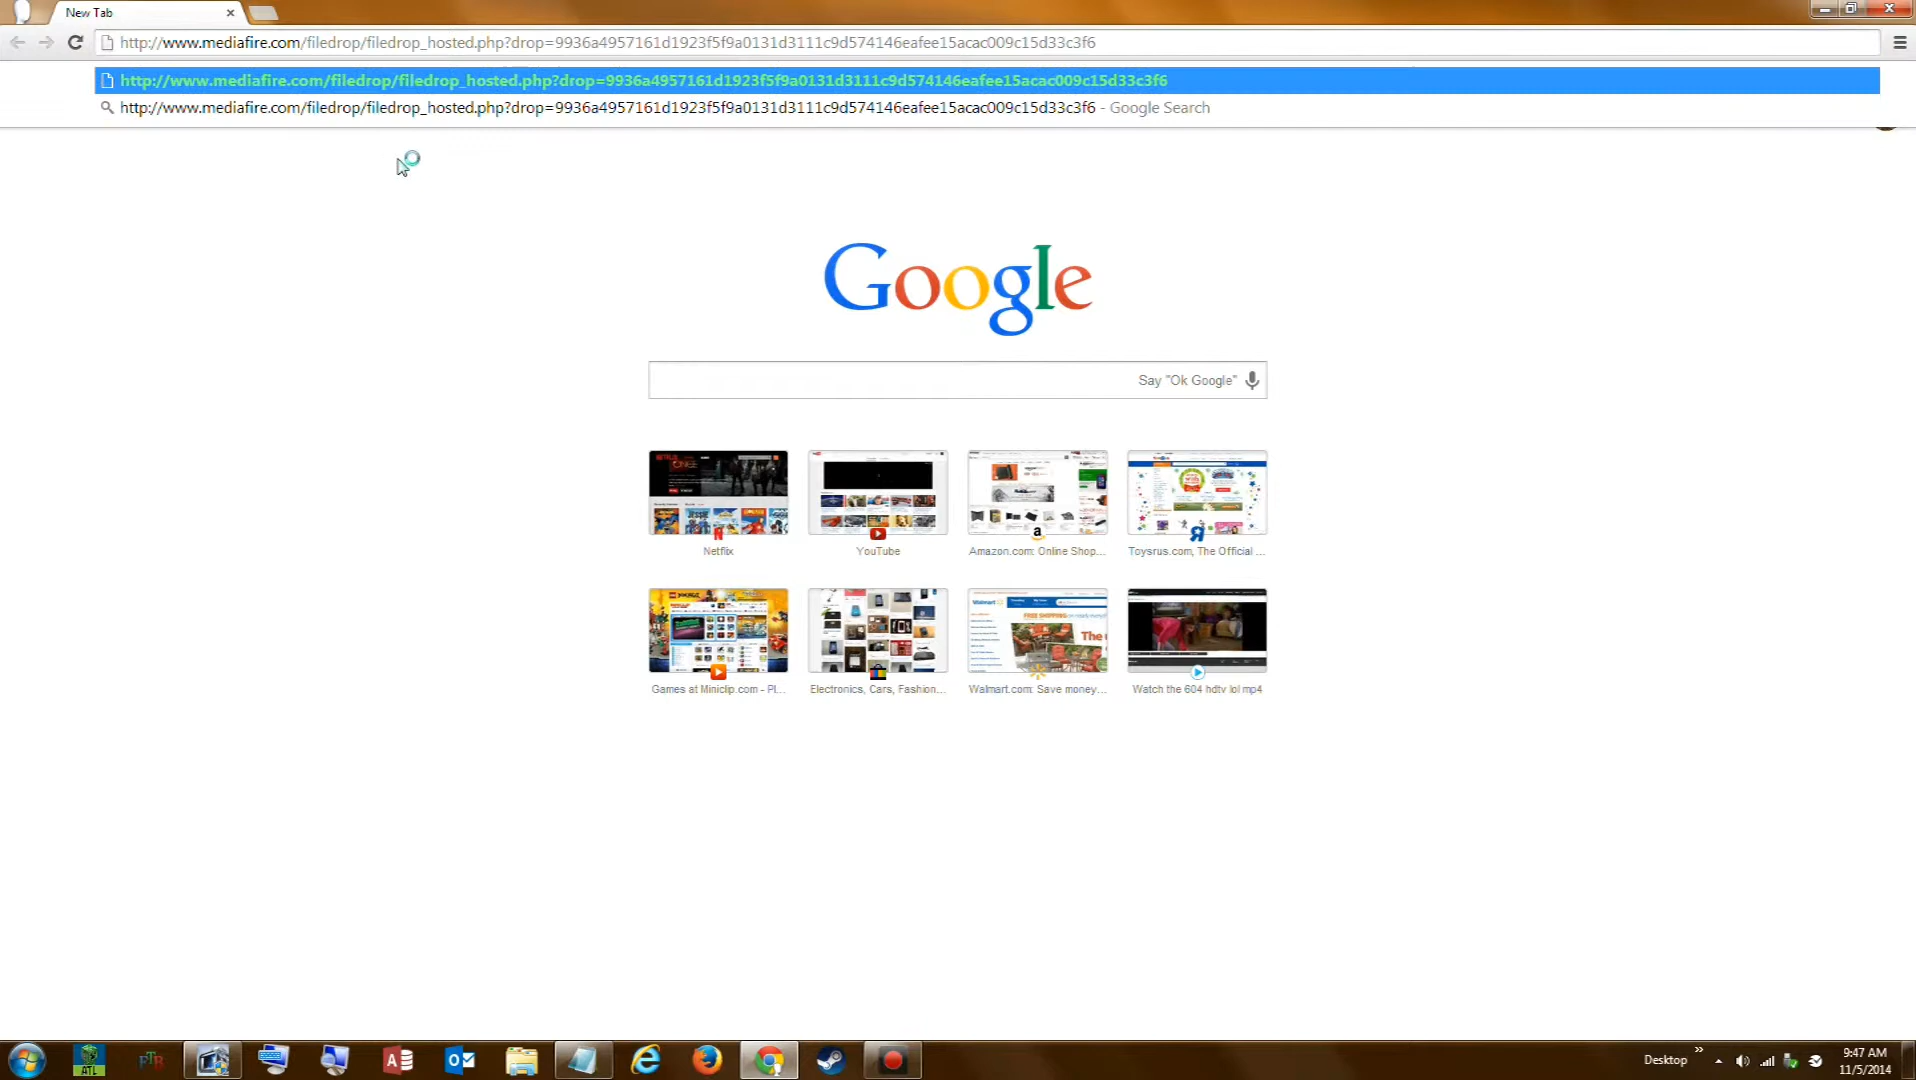 New Tab
http://www.mediafire.com/filedrop/filedrop_hosted.php?drop=9936a4957161d1923f5f9a0131d3111c9d574146eafee15acac009c15d33c3f6
http://www.mediafire.com/filedrop/filedrop_hosted.php?drop=9936a4957161d1923f5f9a0131d3111c9d574146eafee15acac009c15d33c3f6
http://www.mediafire.com/filedrop/filedrop_hosted.php?drop=9936a4957161d1923f5f9a0131d3111c9d574146eafee15acac009c15d33c3f6 - Google Search
Google
Say "Ok Google"
Netflix
YouTube
Amazon.com: Online Shop...
Toysrus.com, The Official ...
Games at Miniclip.com - Pl...
Electronics, Cars, Fashion...
Walmart.com: Save money...
Watch the 604 hdtv lol mp4
ATL
FTB
Desktop
9:47 AM
11/5/2014